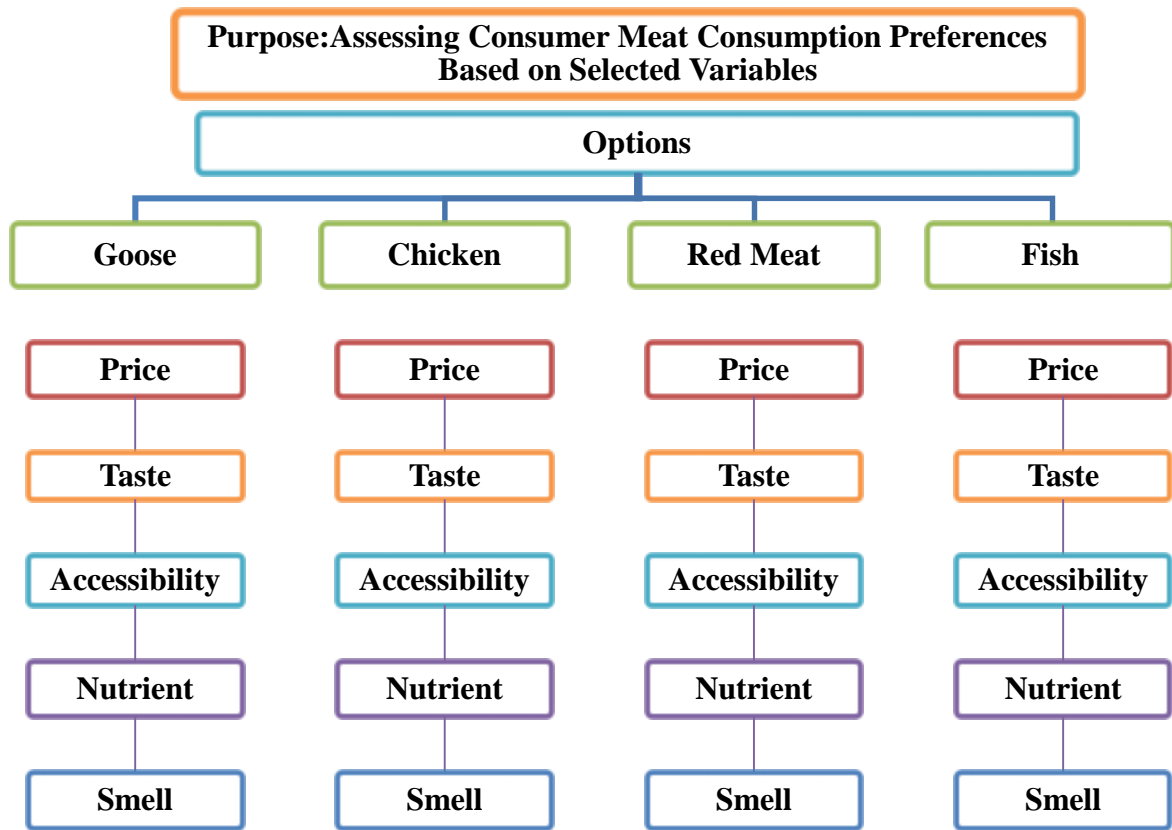 Purpose:Assessing Consumer Meat Consumption Preferences
Based on Selected Variables
Options
Goose
Chicken
Red Meat
Fish
Price
Price
Price
Price
Taste
Taste
Taste
Taste
Accessibility
Accessibility
Accessibility
Accessibility
Nutrient
Nutrient
Nutrient
Nutrient
Smell
Smell
Smell
Smell